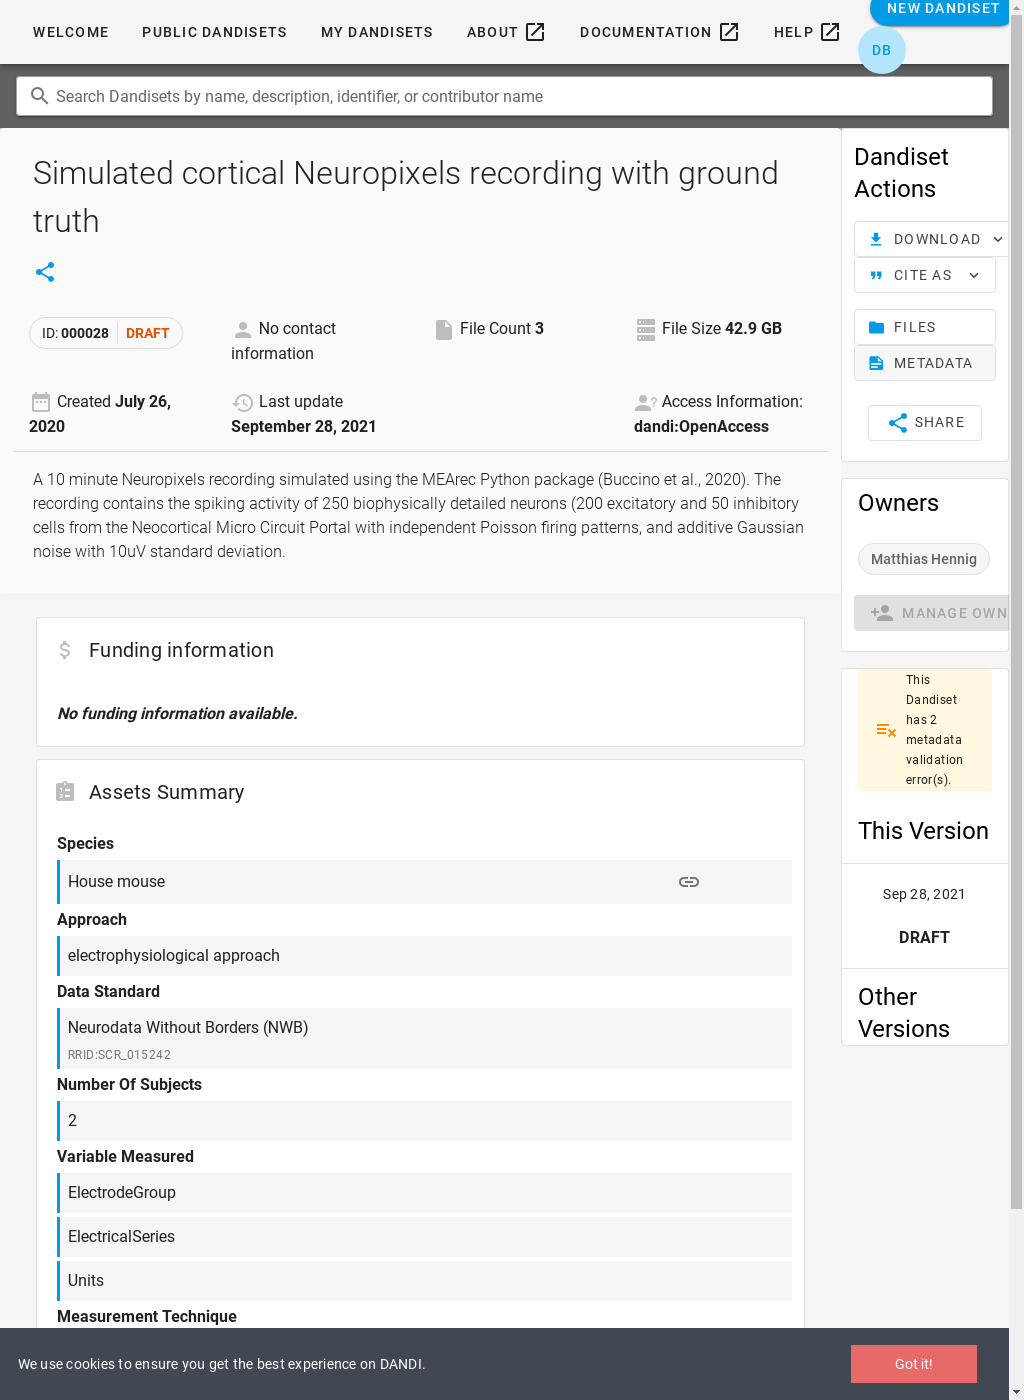 WELCOME PUBLIC DANDISETS MY DANDISETS ABOUT DOCUMENTATION HELP NEW DANDISET
DB
Search Dandisets by name, description, identifier, or contributor name
Simulated cortical Neuropixels recording with ground
truth
ID: 000028 DRAFT
No contact
information
File Count 3
File Size 42.9 GB
Created July 26,
2020
Last update
September 28, 2021
Access Information:
dandi:OpenAccess
A 10 minute Neuropixels recording simulated using the MEArec Python package (Buccino et al., 2020). The
recording contains the spiking activity of 250 biophysically detailed neurons (200 excitatory and 50 inhibitory
cells from the Neocortical Micro Circuit Portal with independent Poisson firing patterns, and additive Gaussian
noise with 10uV standard deviation.
Funding information
No funding information available.
Assets Summary
Species
House mouse
Approach
electrophysiological approach
Data Standard
Neurodata Without Borders (NWB)
RRID:SCR_015242
Number Of Subjects
2
Variable Measured
ElectrodeGroup
ElectricalSeries
Units
Measurement Technique
Dandiset
Actions
DOWNLOAD
CITE AS
FILES
METADATA
SHARE
Owners
Matthias Hennig
MANAGE OWN
This
Dandiset
has 2
metadata
validation
error(s).
This Version
Sep 28, 2021
DRAFT
Other
Versions
We use cookies to ensure you get the best experience on DANDI.
Got it!